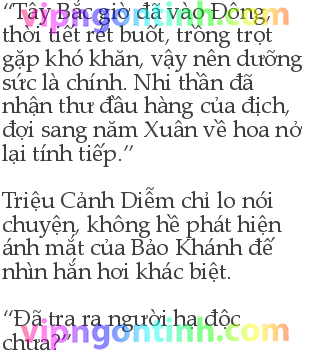 “Tây Bắc giờ đã vào Đông,
thời tiết rét buốt, trồng trọt
gặp khó khăn, vậy nên dưỡng
sức là chính. Nhi thần đã
nhận thư đầu hàng của địch,
đợi sang năm Xuân về hoa nở
lại tính tiếp.”
Triệu Cảnh Diễm chỉ lo nói
chuyện, không hề phát hiện
ánh mắt của Bảo Khánh đế
nhìn hắn hơi khác biệt.
“Đã tra ra người hạ độc
chưa?”
vipngontinh.com
vipngontinh.com
vipngontinh.com